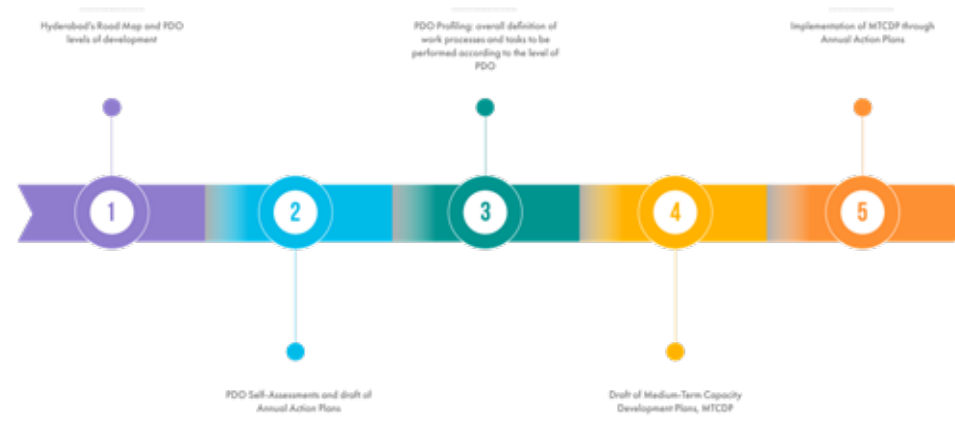 Hyderabad's Road Map and PDO
levels of development
PDO Profiling: overall definition of
work processes and tasks to be
performed according to the level of
PDO
Implementation of MTCDP through
Annual Action Plans
1
2
3
4
5
PDO Self-Assessments and draft of
Annual Action Plans
Draft of Medium-Term Capacity
Development Plans, MTCDP